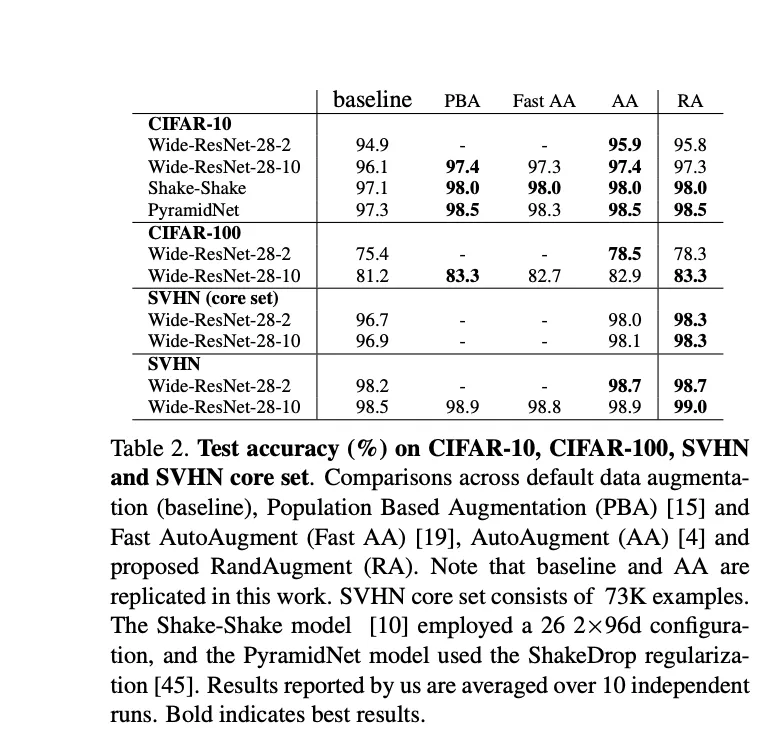 baseline PBA Fast AA AA RA
CIFAR-10
Wide-ResNet-28-2 94.9 - - 95.9 95.8
Wide-ResNet-28-10 96.1 97.4 97.3 97.4 97.3
Shake-Shake 97.1 98.0 98.0 98.0 98.0
PyramidNet 97.3 98.5 98.3 98.5 98.5
CIFAR-100
Wide-ResNet-28-2 75.4 - - 78.5 78.3
Wide-ResNet-28-10 81.2 83.3 82.7 82.9 83.3
SVHN (core set)
Wide-ResNet-28-2 96.7 - - 98.0 98.3
Wide-ResNet-28-10 96.9 - - 98.1 98.3
SVHN
Wide-ResNet-28-2 98.2 - - 98.7 98.7
Wide-ResNet-28-10 98.5 98.9 98.8 98.9 99.0
Table 2. Test accuracy (%) on CIFAR-10, CIFAR-100, SVHN
and SVHN core set. Comparisons across default data augmenta-
tion (baseline), Population Based Augmentation (PBA) [15] and
Fast AutoAugment (Fast AA) [19], AutoAugment (AA) [4] and
proposed RandAugment (RA). Note that baseline and AA are
replicated in this work. SVHN core set consists of 73K examples.
The Shake-Shake model [10] employed a 26 2×96d configura-
tion, and the PyramidNet model used the ShakeDrop regulariza-
tion [45]. Results reported by us are averaged over 10 independent
runs. Bold indicates best results.